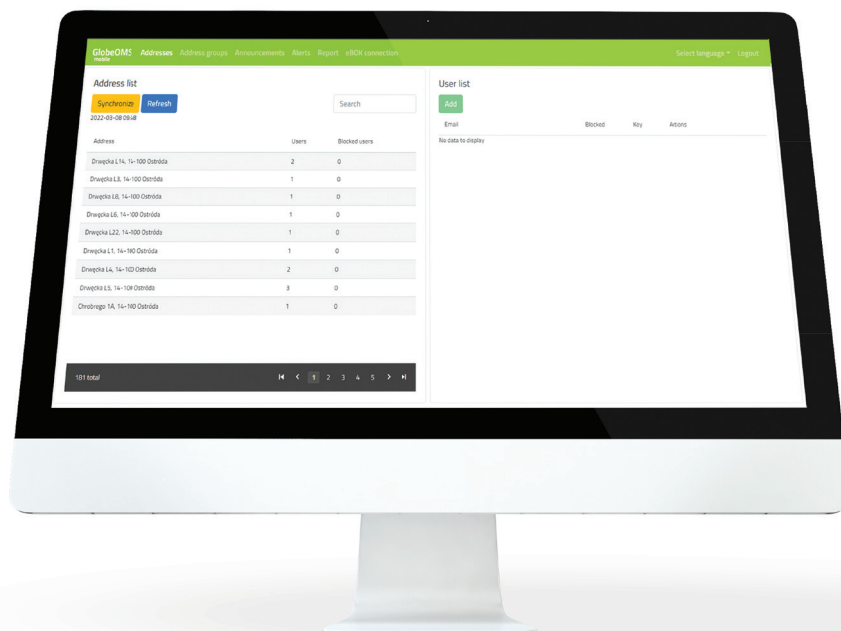 GlobeOMS Addresses Address groups Announcements Alerts Report eBOK connection Select language Logout
mobile
Address list
Synchronize Refresh Search
2022-03-08 09:48
Address Users Blocked users
Drwęcka L14, 14-100 Ostróda 2 0
Drwęcka L3, 14-100 Ostróda 1 0
Drwęcka L8, 14-100 Ostróda 1 0
Drwęcka L6, 14-100 Ostróda 1 0
Drwęcka L22, 14-100 Ostróda 1 0
Drwęcka L1, 14-100 Ostróda 1 0
Drwęcka L4, 14-100 Ostróda 2 0
Drwęcka L5, 14-100 Ostróda 3 0
Chrobrego 1A, 14-100 Ostróda 1 0
181 total 1 2 3 4 5
User list
Add
Email Blocked Key Actions
No data to display